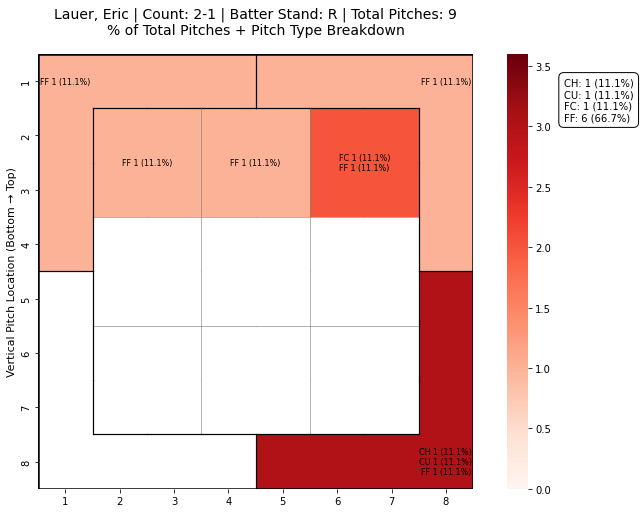 Lauer, Eric | Count: 2-1 | Batter Stand: R | Total Pitches: 9
% of Total Pitches + Pitch Type Breakdown
Vertical Pitch Location (Bottom → Top)
1
2
3
4
5
6
7
8
FF 1 (11.1%)
FF 1 (11.1%)
FF 1 (11.1%)
FF 1 (11.1%)
FC 1 (11.1%)
FF 1 (11.1%)
CH 1 (11.1%)
CU 1 (11.1%)
FF 1 (11.1%)
1
2
3
4
5
6
7
8
3.5
3.0
2.5
2.0
1.5
1.0
0.5
0.0
CH: 1 (11.1%)
CU: 1 (11.1%)
FC: 1 (11.1%)
FF: 6 (66.7%)